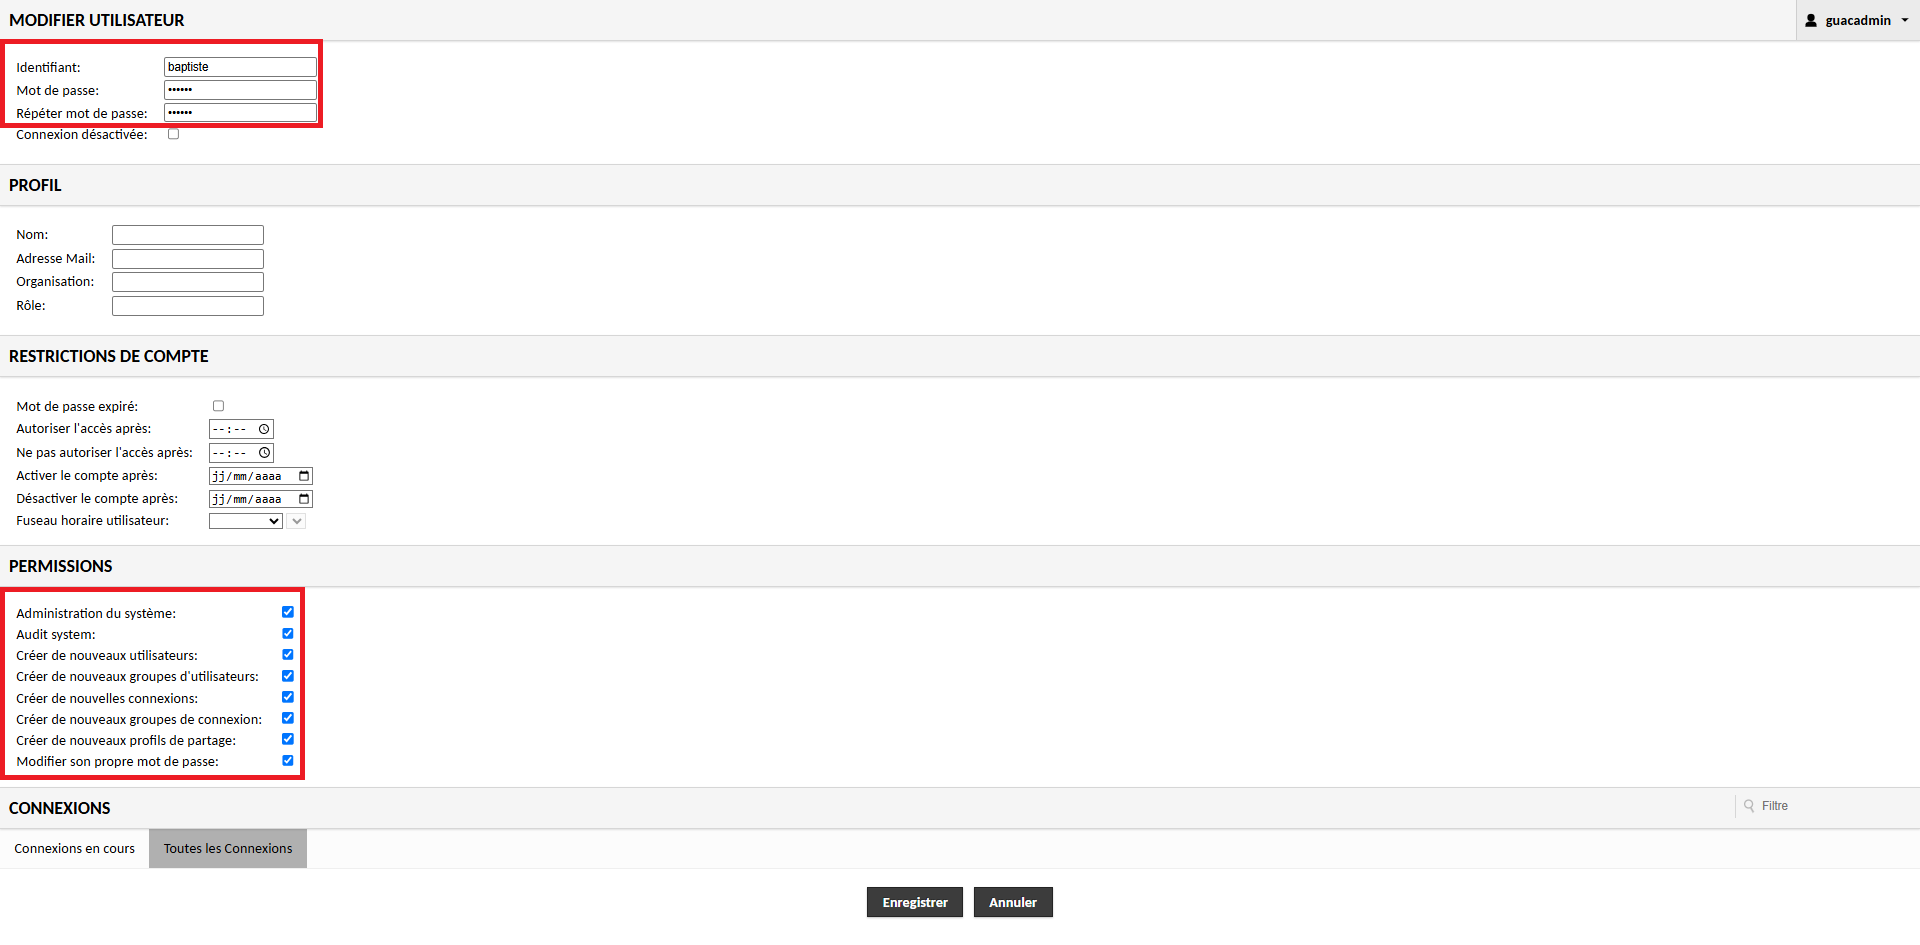 MODIFIER UTILISATEUR
guacadmin
Identifiant: baptiste
Mot de passe: ••••••
Répéter mot de passe: ••••••
Connexion désactivée:
PROFIL
Nom:
Adresse Mail:
Organisation:
Rôle:
RESTRICTIONS DE COMPTE
Mot de passe expiré:
Autoriser l'accès après: --:--
Ne pas autoriser l'accès après: --:--
Activer le compte après: jj/mm/aaaa
Désactiver le compte après: jj/mm/aaaa
Fuseau horaire utilisateur:
PERMISSIONS
Administration du système:
Audit system:
Créer de nouveaux utilisateurs:
Créer de nouveaux groupes d'utilisateurs:
Créer de nouvelles connexions:
Créer de nouveaux groupes de connexion:
Créer de nouveaux profils de partage:
Modifier son propre mot de passe:
CONNEXIONS
Filtre
Connexions en cours Toutes les Connexions
Enregistrer Annuler